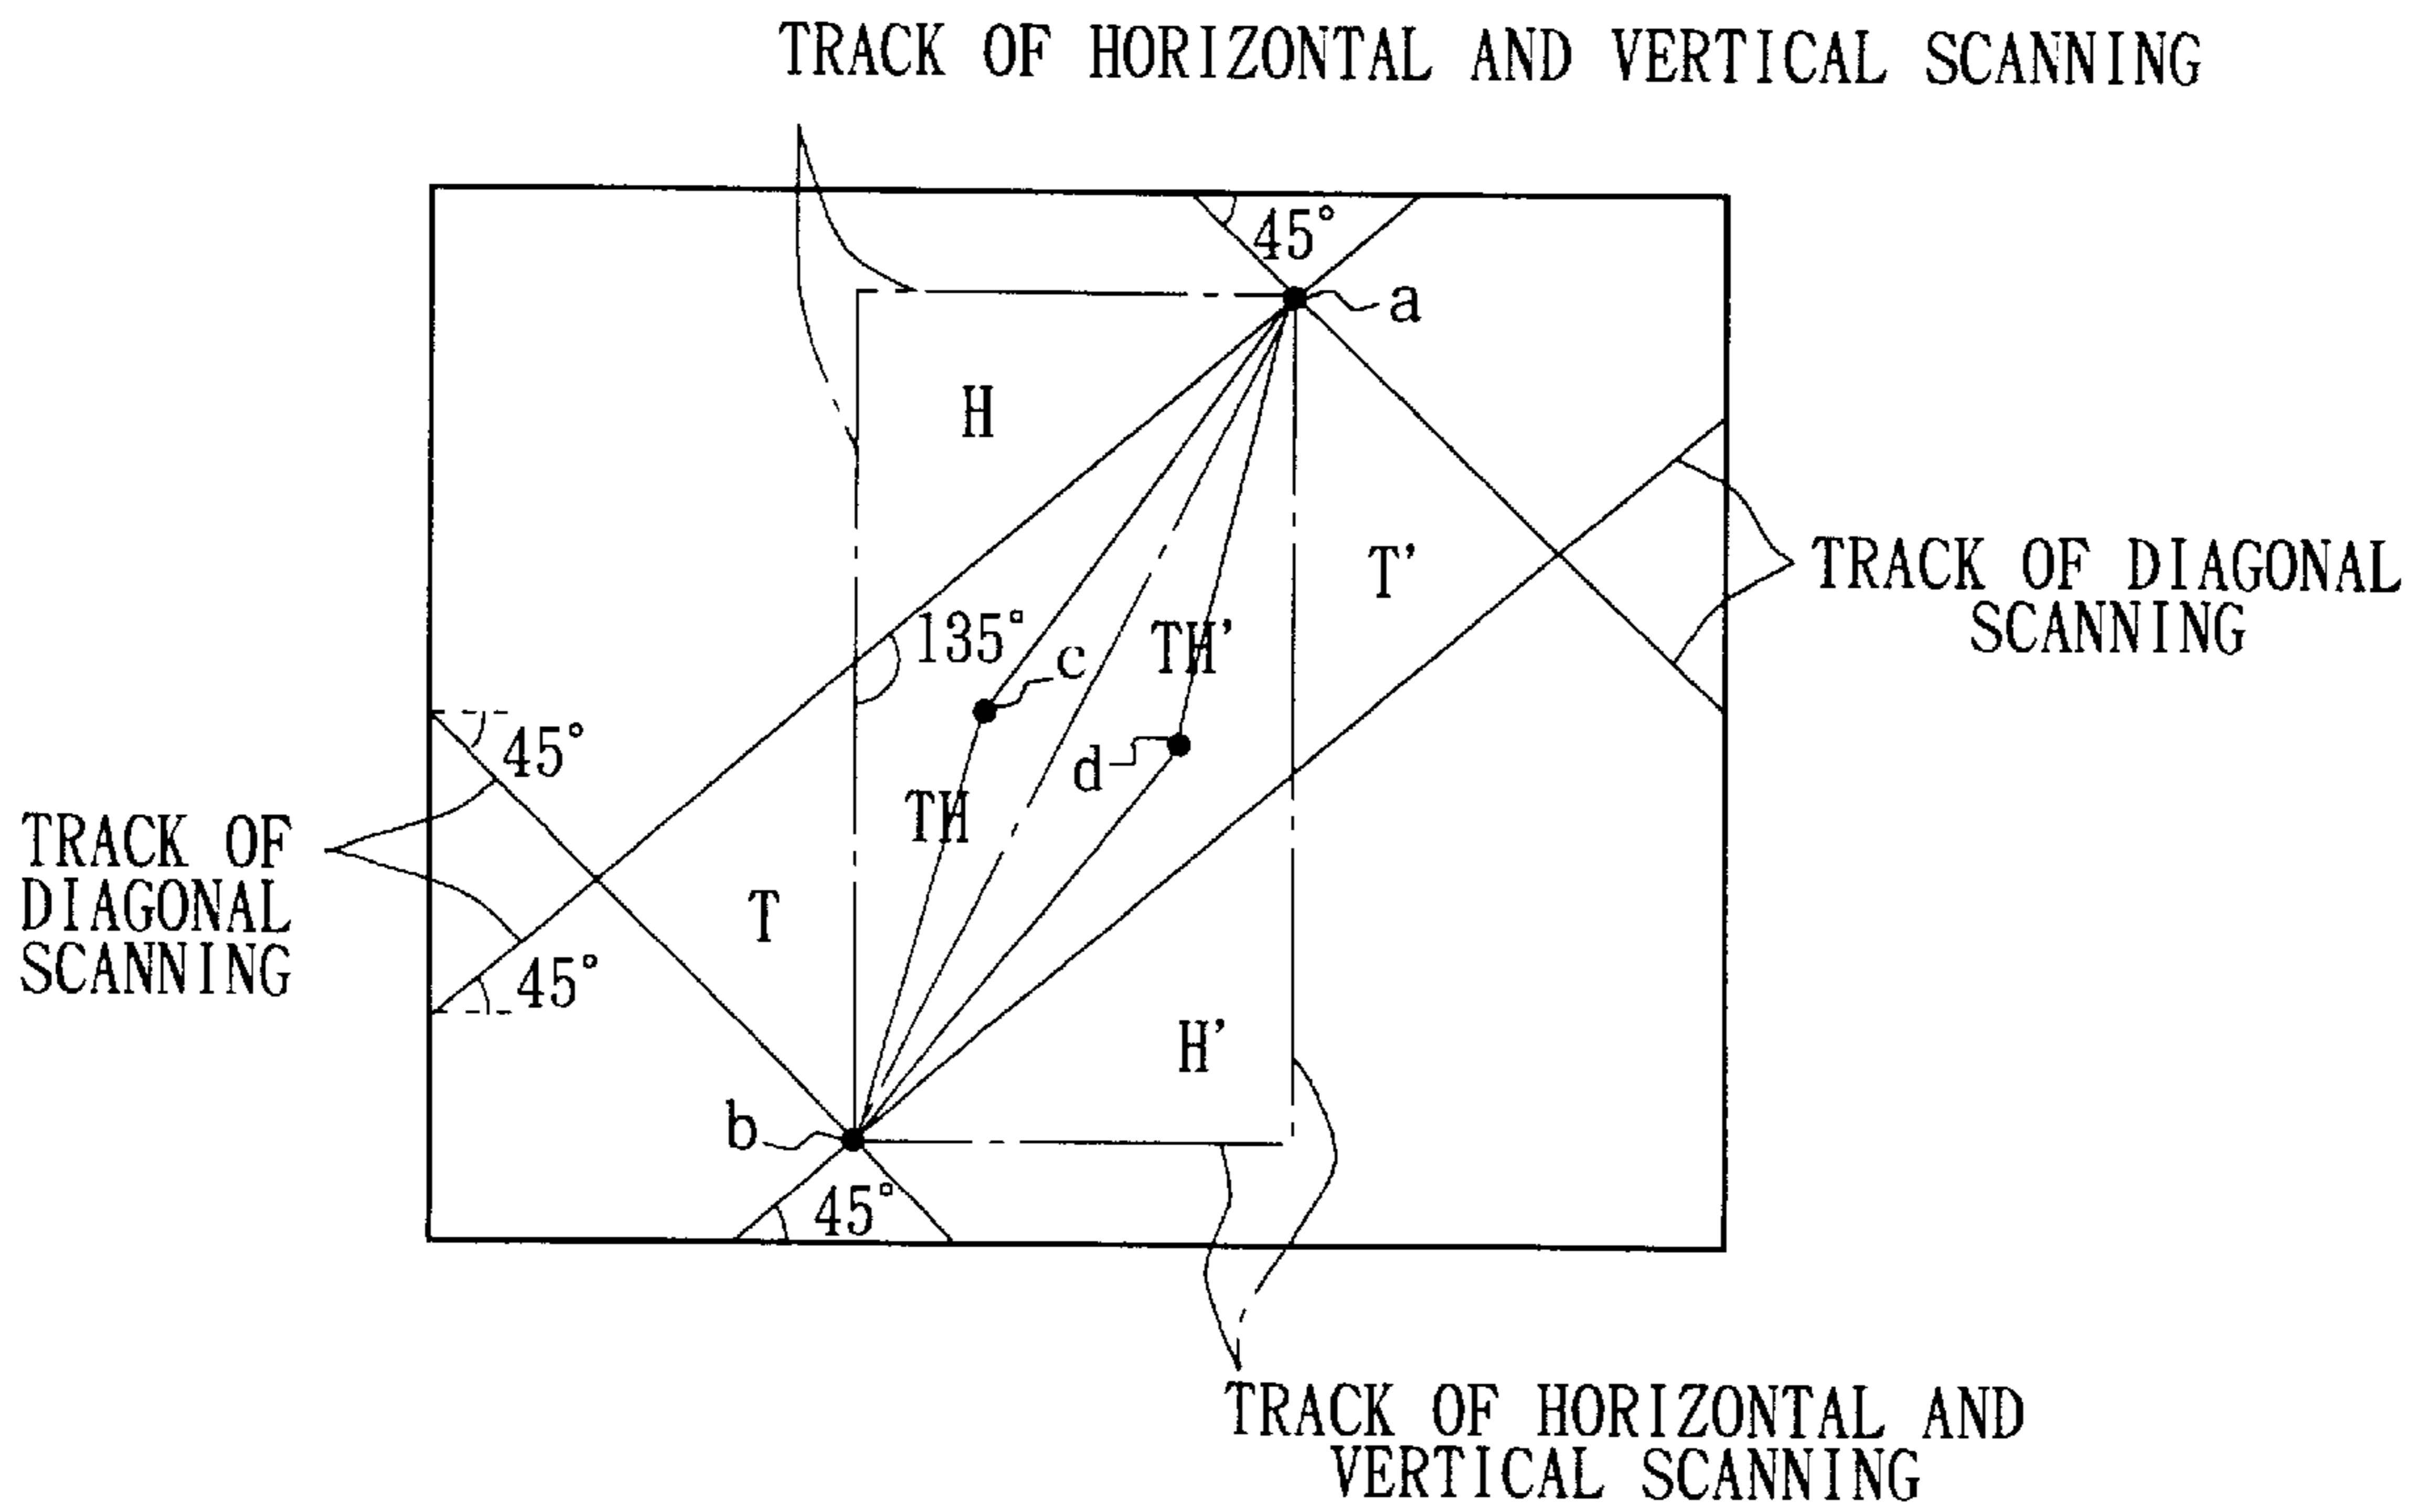 TRACK OF HORIZONTAL AND VERTICAL SCANNING
45°
a
H
T'
TRACK OF DIAGONAL
SCANNING
135°
TH'
c
45°
d
TH
TRACK OF
DIAGONAL
SCANNING
T
45°
H'
b
45°
TRACK OF HORIZONTAL AND
VERTICAL SCANNING